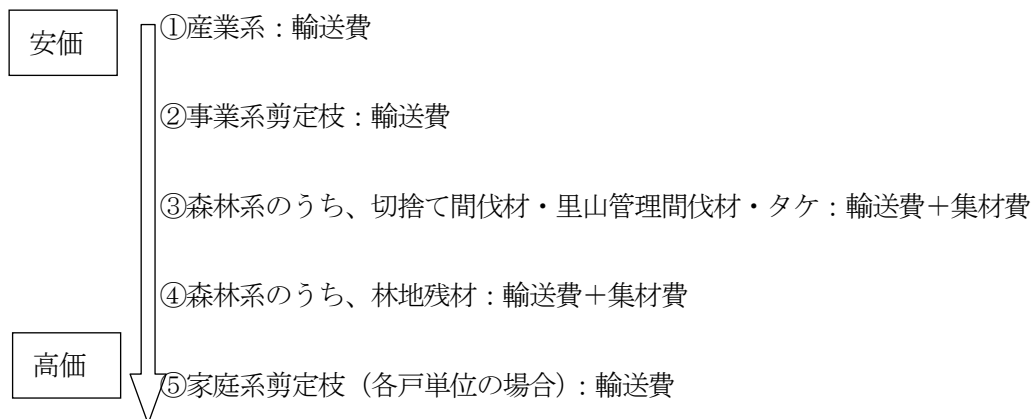 安価
①産業系：輸送費
②事業系剪定枝：輸送費
③森林系のうち、切捨て間伐材・里山管理間伐材・タケ：輸送費＋集材費
④森林系のうち、林地残材：輸送費＋集材費
高価
⑤家庭系剪定枝（各戸単位の場合）：輸送費